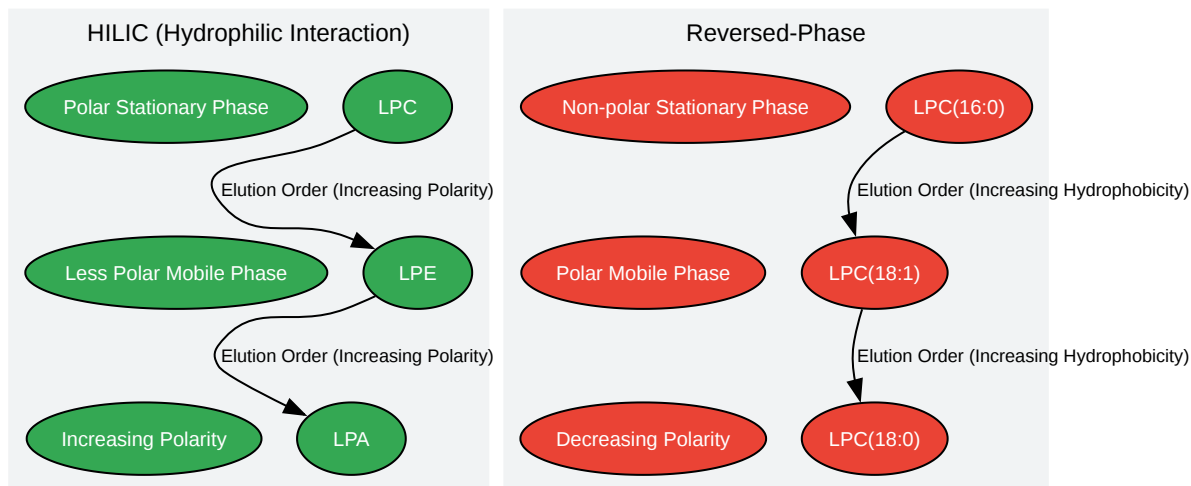 HILIC (Hydrophilic Interaction)
Polar Stationary Phase
LPC
Elution Order (Increasing Polarity)
Less Polar Mobile Phase
LPE
Elution Order (Increasing Polarity)
Increasing Polarity
LPA
Reversed-Phase
Non-polar Stationary Phase
LPC(16:0)
Elution Order (Increasing Hydrophobicity)
Polar Mobile Phase
LPC(18:1)
Elution Order (Increasing Hydrophobicity)
Decreasing Polarity
LPC(18:0)